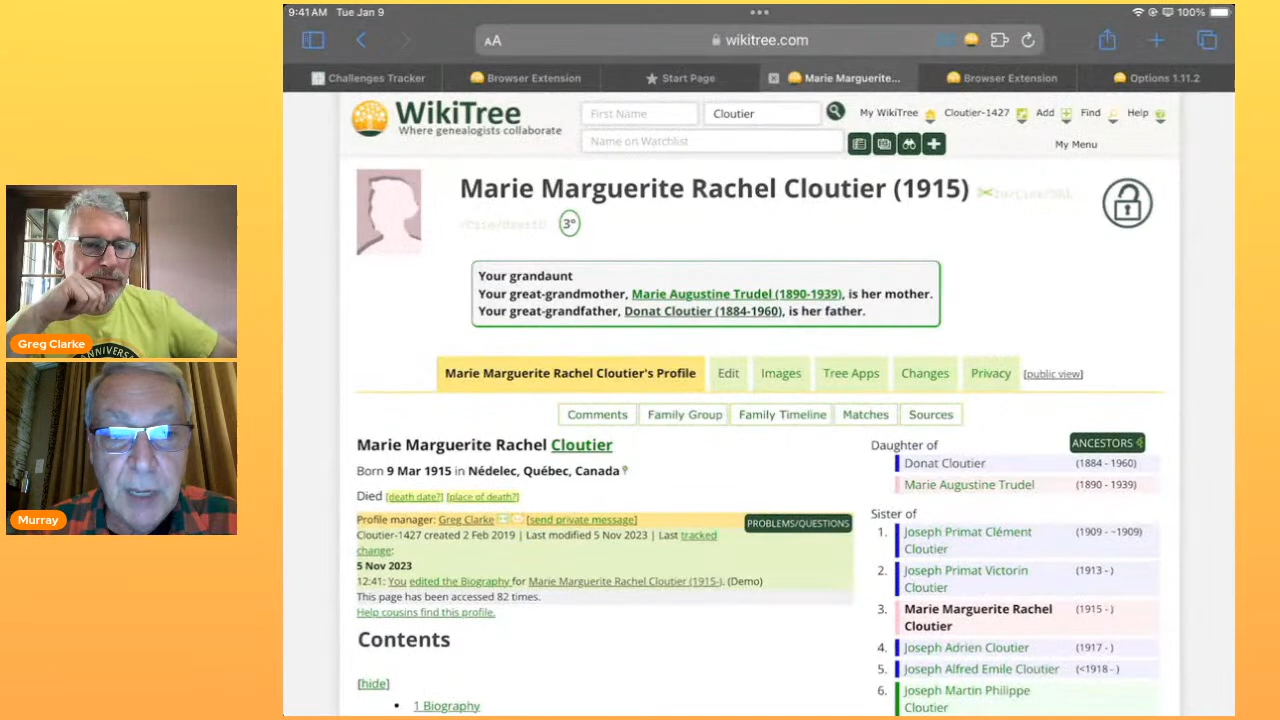 9:41 AM Tue Jan 9
100%
AA
wikitree.com
Challenges Tracker
Browser Extension
Start Page
Marie Marguerite...
Browser Extension
Options 1.11.2
WikiTree
Where genealogists collaborate
First Name
Cloutier
My WikiTree
Cloutier-1427
Add
Find
Help
Name on Watchlist
My Menu
Marie Marguerite Rachel Cloutier (1915)
3°
Your grandaunt
Your great-grandmother, Marie Augustine Trudel (1890-1939), is her mother.
Your great-grandfather, Donat Cloutier (1884-1960), is her father.
Marie Marguerite Rachel Cloutier's Profile
Edit
Images
Tree Apps
Changes
Privacy
[public view]
Comments
Family Group
Family Timeline
Matches
Sources
Marie Marguerite Rachel Cloutier
Born 9 Mar 1915 in Nédelec, Québec, Canada
Died [death date?] [place of death?]
Profile manager: Greg Clarke [send private message]
PROBLEMS/QUESTIONS
Cloutier-1427 created 2 Feb 2019 | Last modified 5 Nov 2023 | Last tracked
change:
5 Nov 2023
12:41: You edited the Biography for Marie Marguerite Rachel Cloutier (1915-). (Demo)
This page has been accessed 82 times.
Help cousins find this profile.
Contents
[hide]
1 Biography
Daughter of
ANCESTORS
Donat Cloutier (1884 - 1960)
Marie Augustine Trudel (1890 - 1939)
Sister of
1. Joseph Primat Clément (1909 - ~1909)
Cloutier
2. Joseph Primat Victorin (1913 - )
Cloutier
3. Marie Marguerite Rachel (1915 - )
Cloutier
4. Joseph Adrien Cloutier (1917 - )
5. Joseph Alfred Emile Cloutier (<1918 - )
6. Joseph Martin Philippe
Cloutier
ANNIVERS
Greg Clarke
Murray